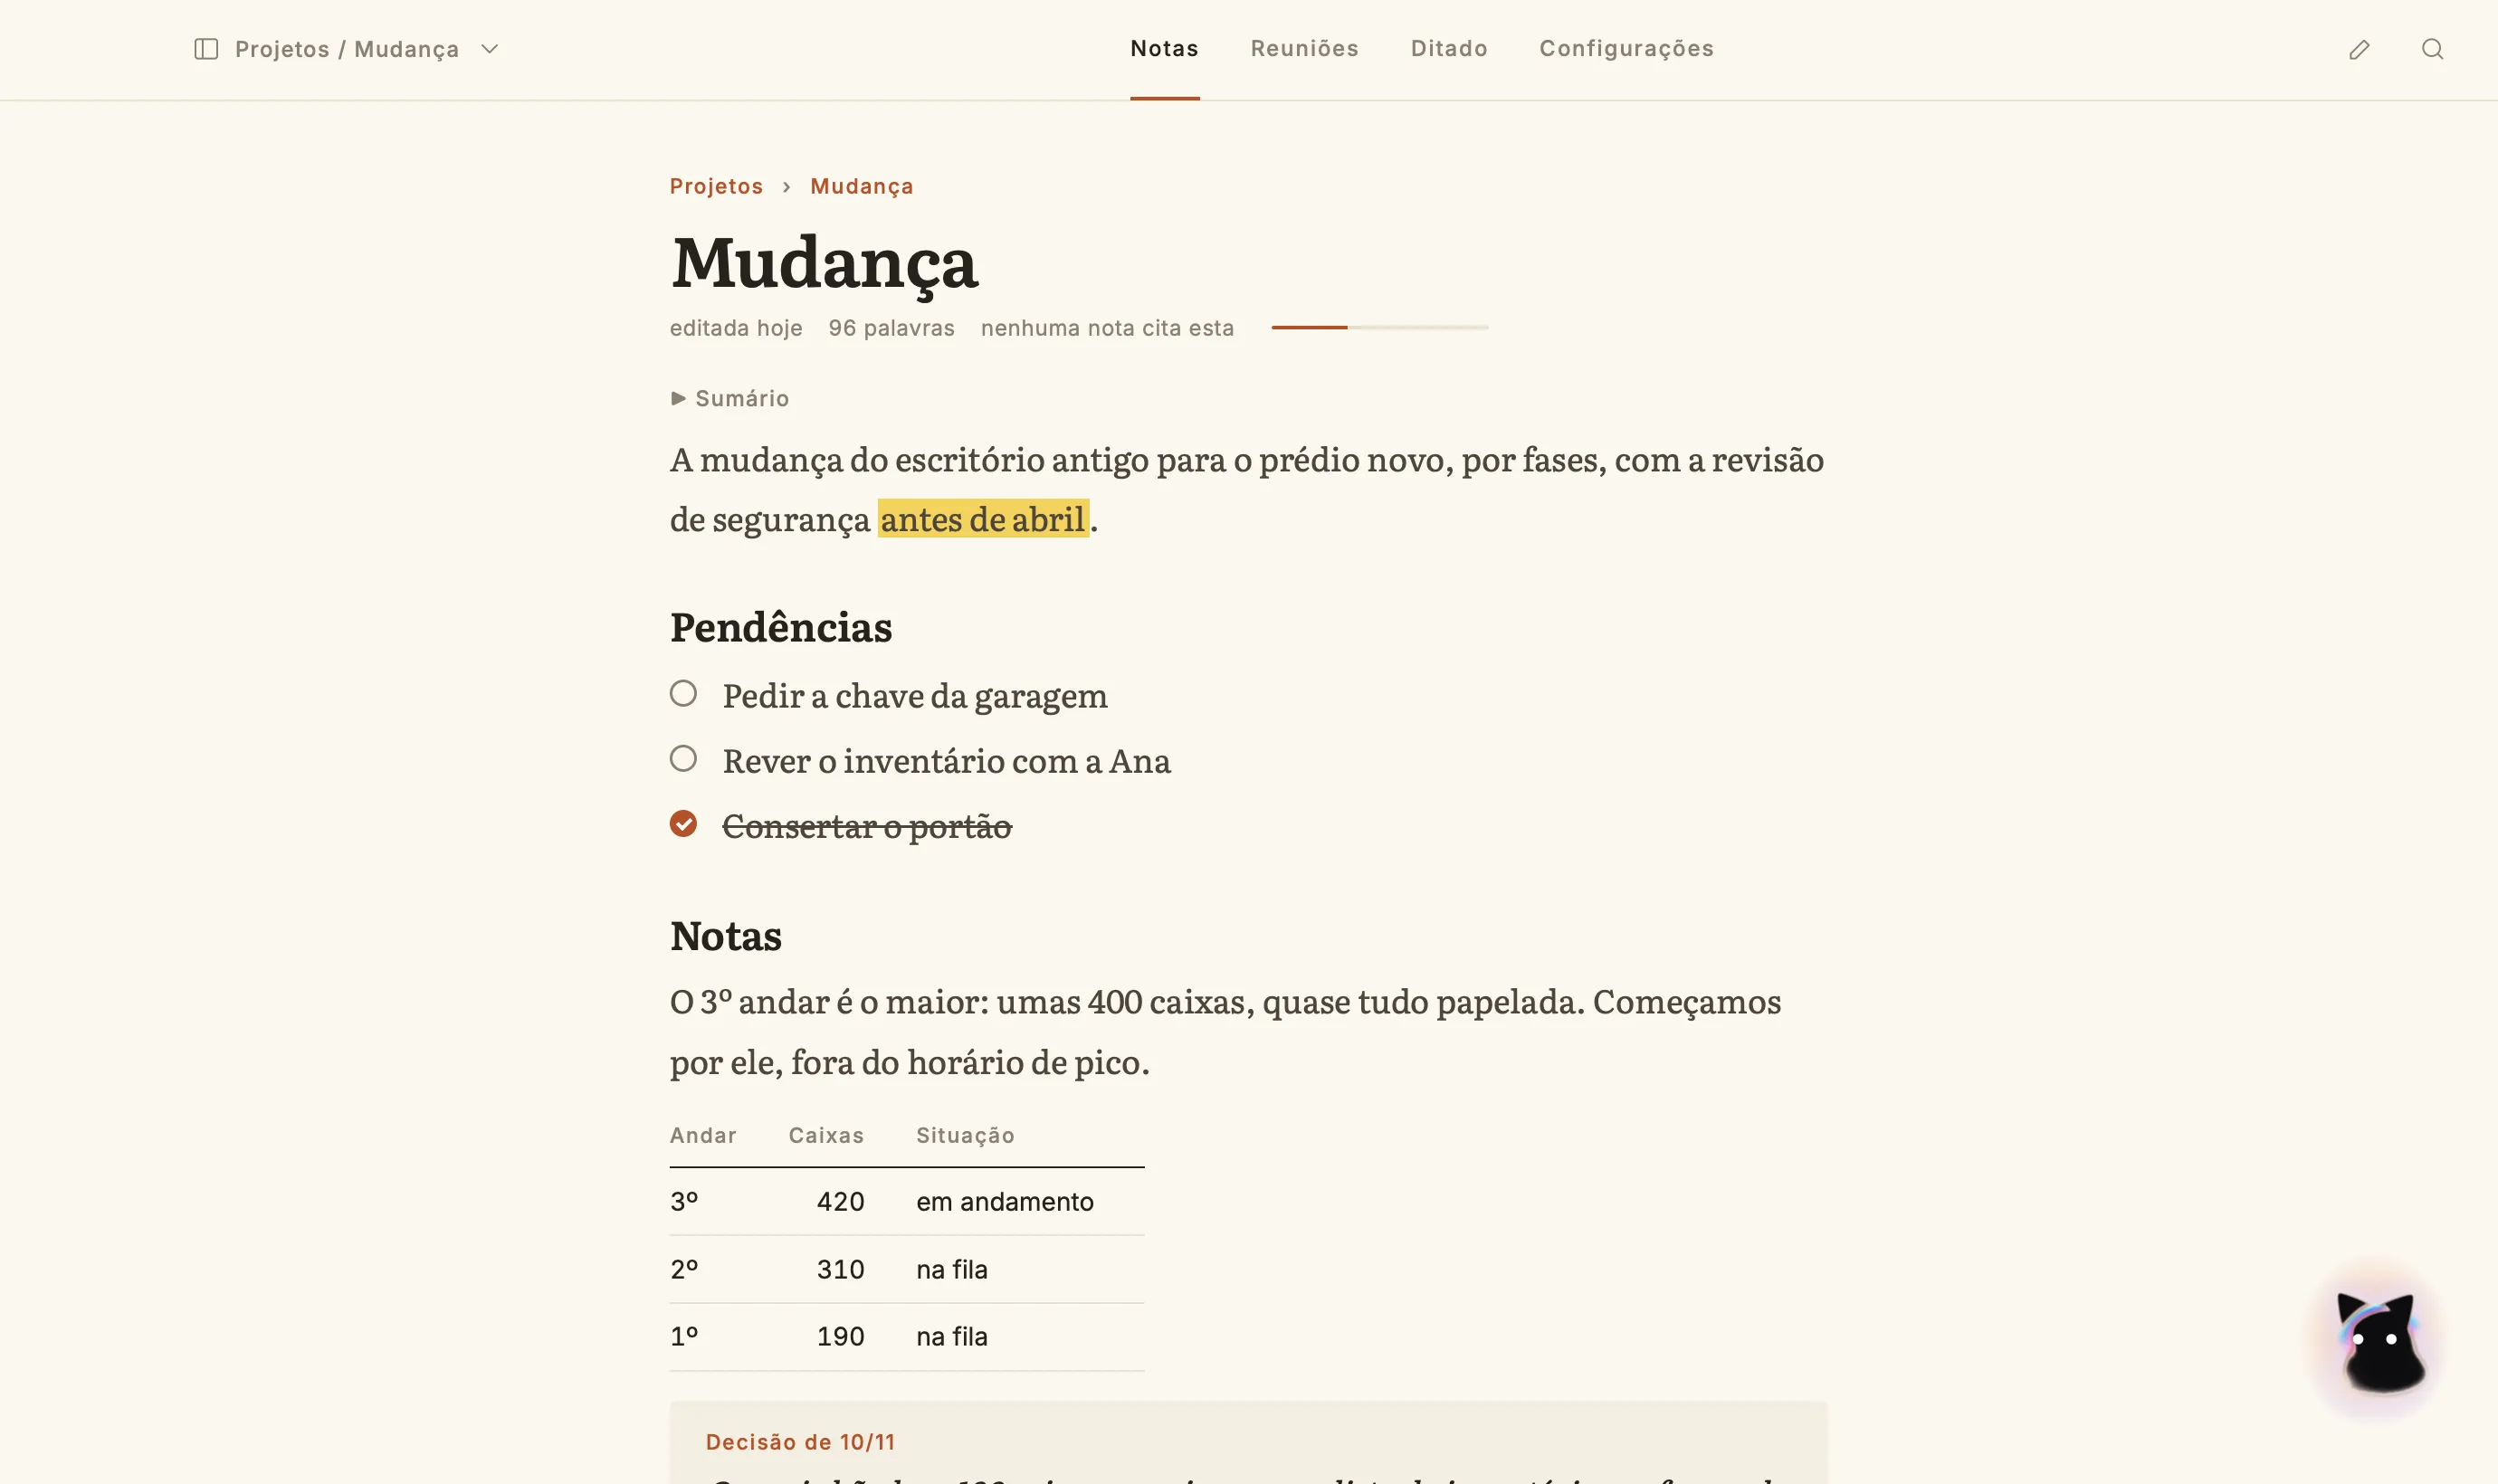 Projetos / Mudança
Notas Reuniões Ditado Configurações
Projetos › Mudança
Mudança
editada hoje 96 palavras nenhuma nota cita esta
Sumário
A mudança do escritório antigo para o prédio novo, por fases, com a revisão
de segurança antes de abril.
Pendências
Pedir a chave da garagem
Rever o inventário com a Ana
Consertar o portão
Notas
O 3º andar é o maior: umas 400 caixas, quase tudo papelada. Começamos
por ele, fora do horário de pico.
Andar Caixas Situação
3º 420 em andamento
2º 310 na fila
1º 190 na fila
Decisão de 10/11